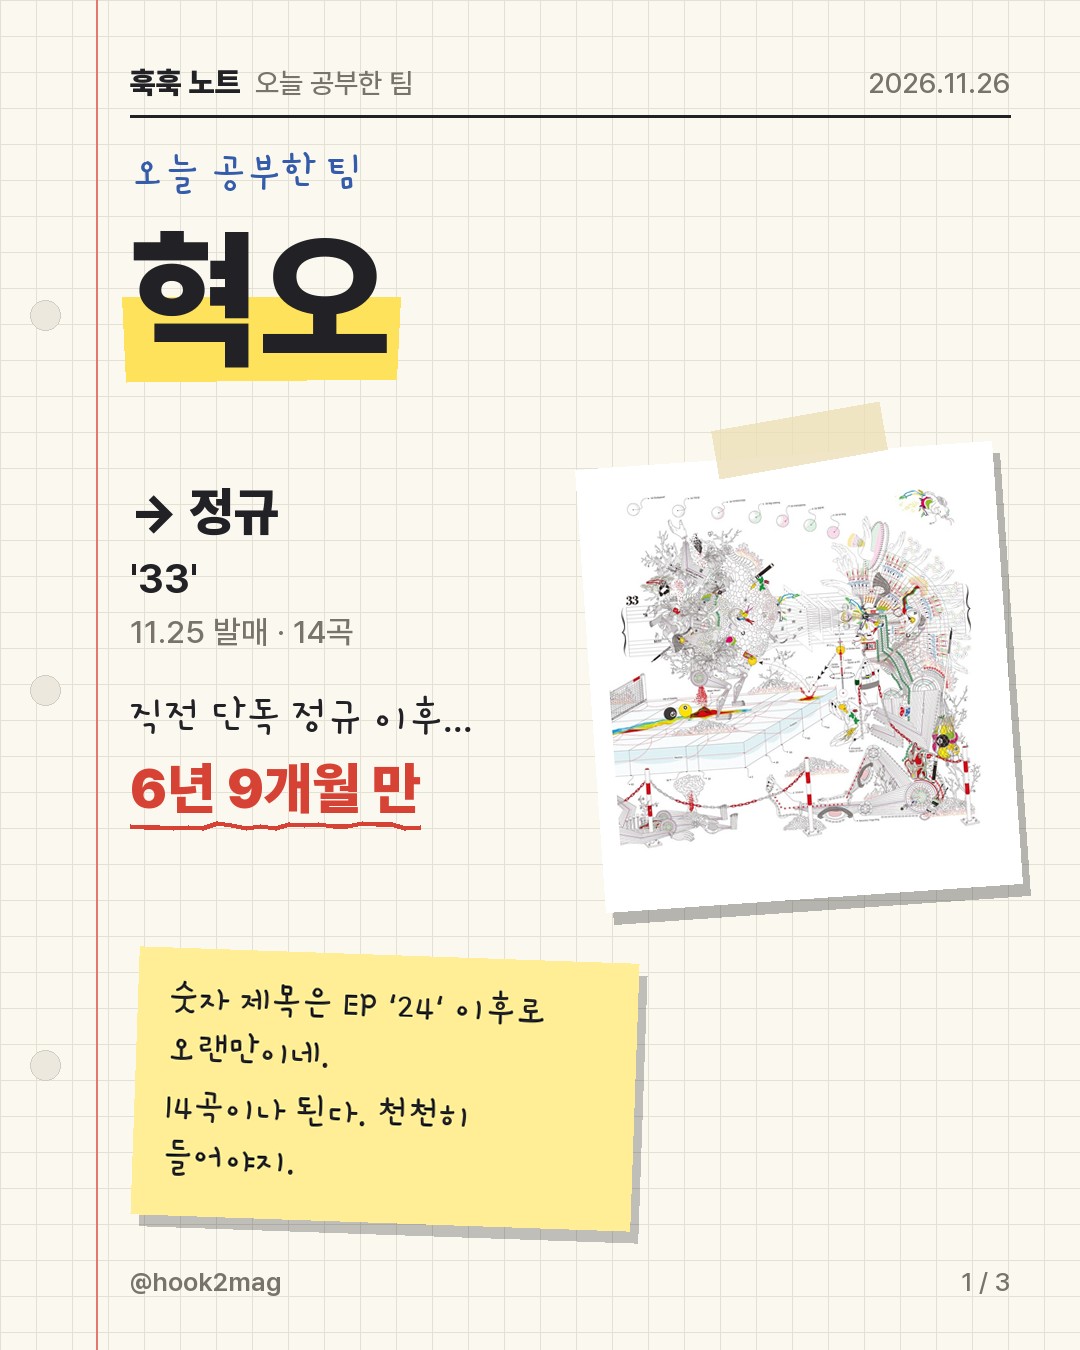 훅훅 노트 오늘 공부한 팀 2026.11.26
오늘 공부한 팀
혁오
→ 정규
'33'
11.25 발매 · 14곡
직전 단독 정규 이후...
6년 9개월 만
33
숫자 제목은 EP '24' 이후로
오랜만이네.
14곡이나 된다. 천천히
들어야지.
@hook2mag 1 / 3